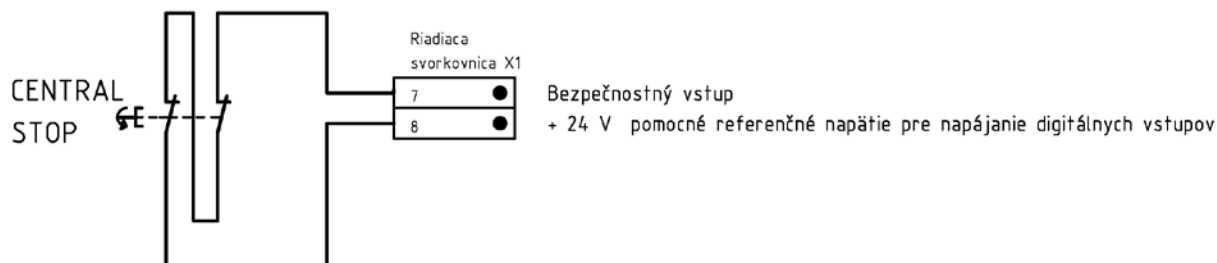 Riadiaca
svorkovnica X1
CENTRAL
STOP
7
Bezpečnostný vstup
8
+ 24 V pomocné referenčné napätie pre napájanie digitálnych vstupov